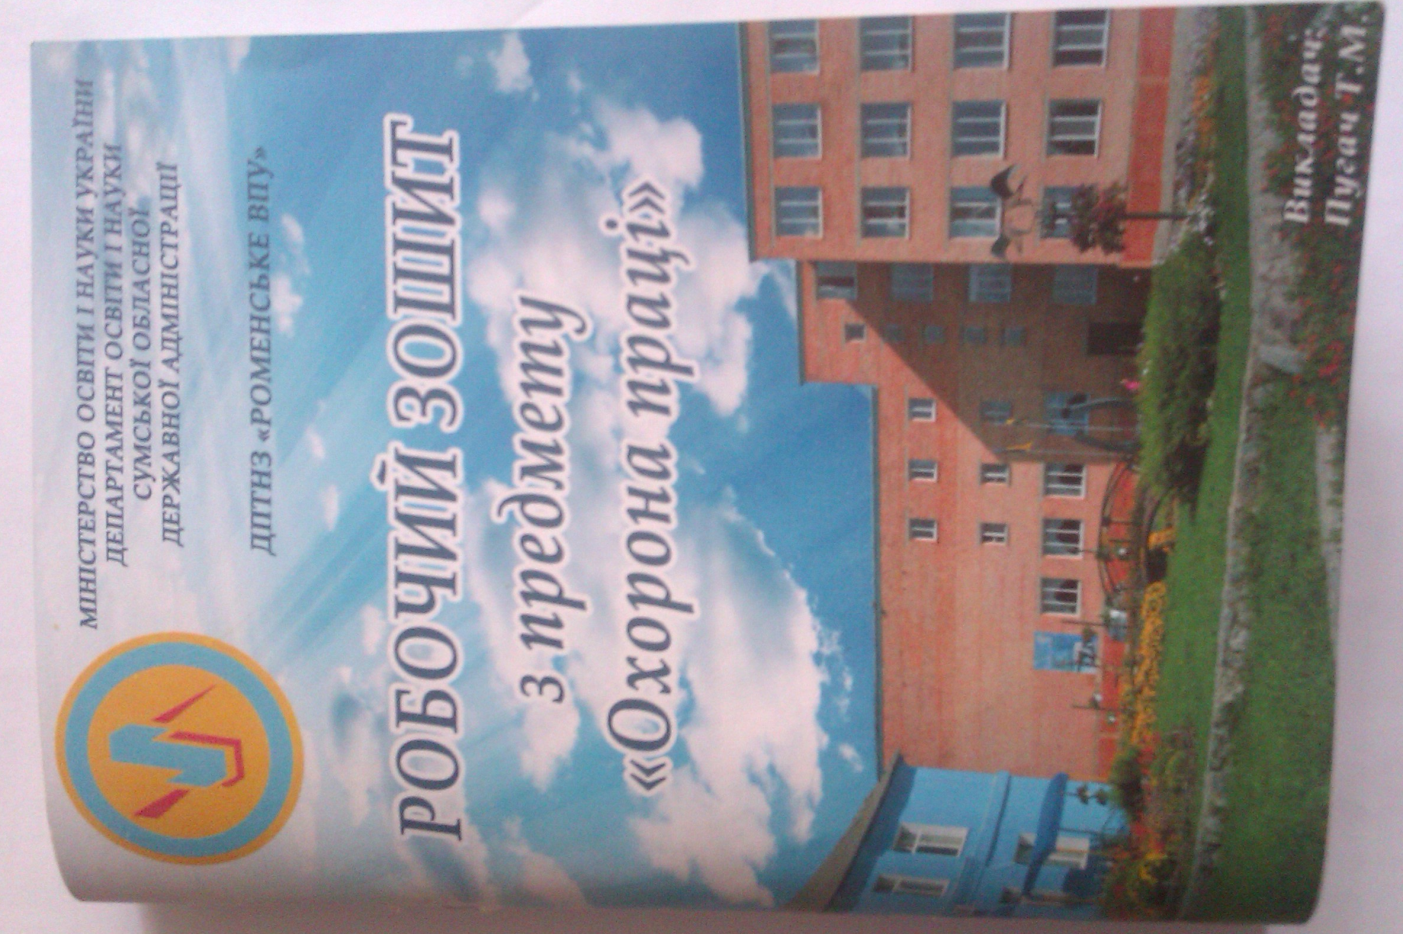 МІНІСТЕРСТВО ОСВІТИ І НАУКИ УКРАЇНИ
ДЕПАРТАМЕНТ ОСВІТИ І НАУКИ
СУМСЬКОЇ ОБЛАСНОЇ
ДЕРЖАВНОЇ АДМІНІСТРАЦІЇ
ДПТНЗ «РОМЕНСЬКЕ ВПУ»
РОБОЧИЙ ЗОШИТ
з предмету
«Охорона праці»
Викладач:
Пугач Т.М.